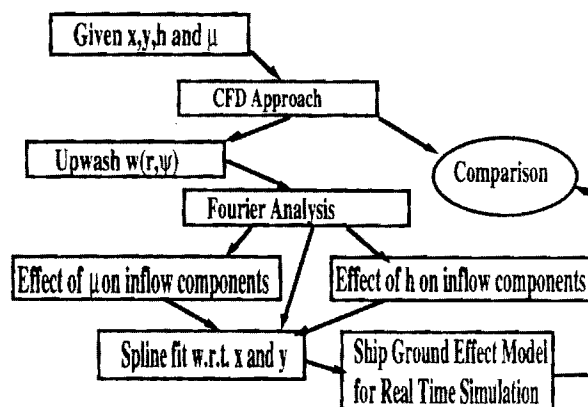 Given x,y,h and μ
CFD Approach
Upwash w(r,ψ)
Comparison
Fourier Analysis
Effect of μ on inflow components
Effect of h on inflow components
Spline fit w.r.t. x and y
Ship Ground Effect Model
for Real Time Simulation